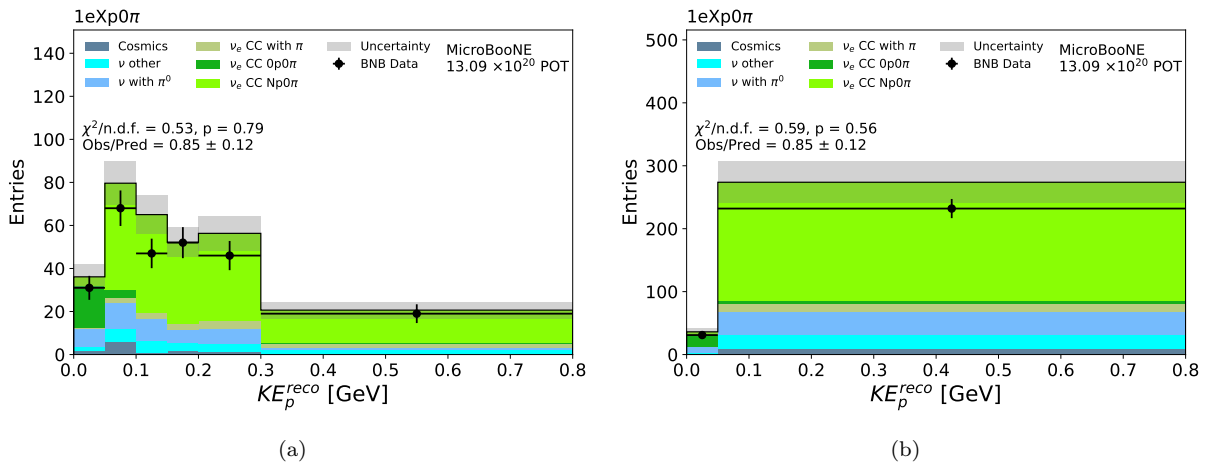 1eXp0π
Cosmics
ν other
ν with π⁰
νₑ CC with π
νₑ CC 0p0π
νₑ CC Np0π
Uncertainty
BNB Data
MicroBooNE
13.09 ×10²⁰ POT
χ²/n.d.f. = 0.53, p = 0.79
Obs/Pred = 0.85 ± 0.12
Entries
140
120
100
80
60
40
20
0
0.0 0.1 0.2 0.3 0.4 0.5 0.6 0.7 0.8
KE_p^{reco} [GeV]
(a)
1eXp0π
Cosmics
ν other
ν with π⁰
νₑ CC with π
νₑ CC 0p0π
νₑ CC Np0π
Uncertainty
BNB Data
MicroBooNE
13.09 ×10²⁰ POT
χ²/n.d.f. = 0.59, p = 0.56
Obs/Pred = 0.85 ± 0.12
Entries
500
400
300
200
100
0
0.0 0.1 0.2 0.3 0.4 0.5 0.6 0.7 0.8
KE_p^{reco} [GeV]
(b)